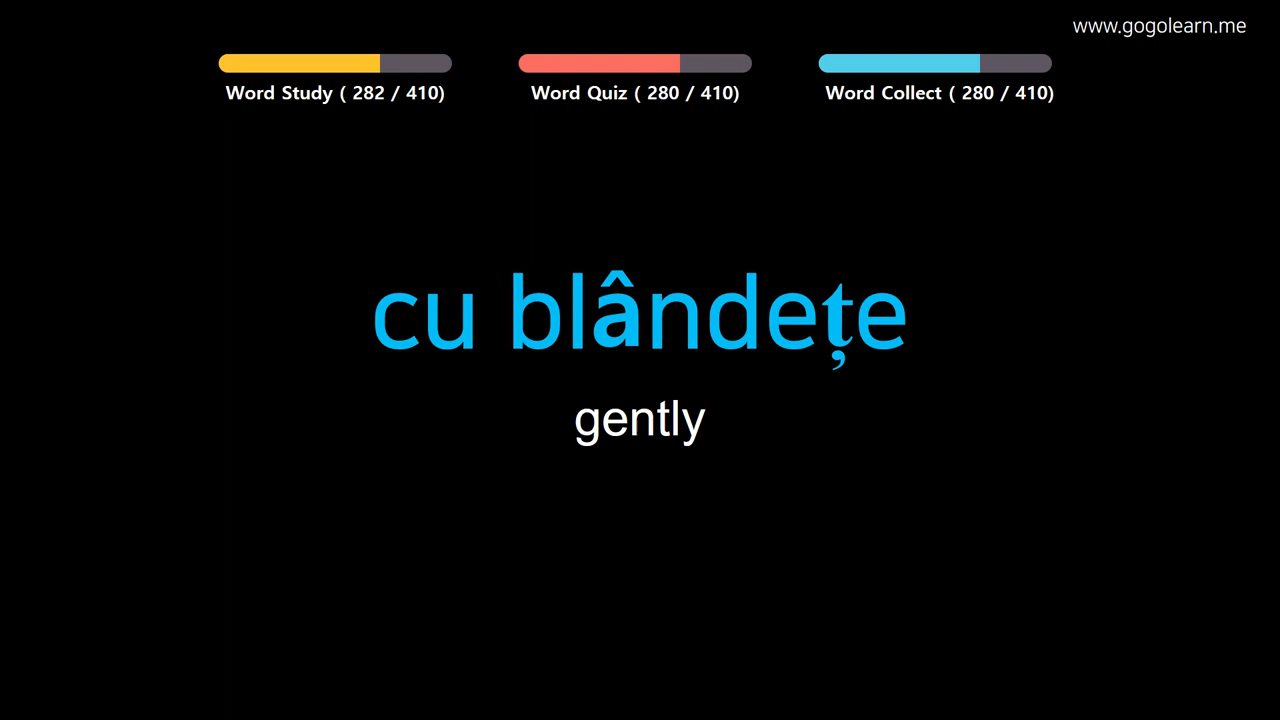 www.gogolearn.me
Word Study ( 282 / 410)
Word Quiz ( 280 / 410)
Word Collect ( 280 / 410)
cu blândețe
gently